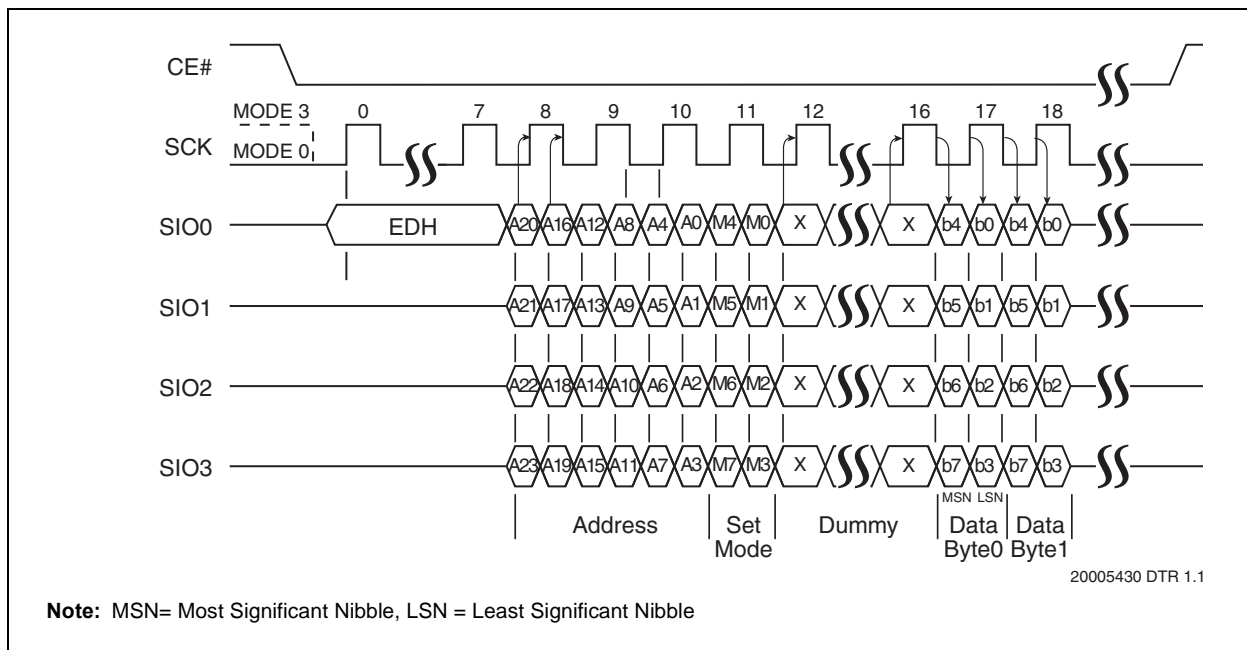 CE#
MODE 3 0 7 8 9 10 11 12 16 17 18
SCK MODE 0
SIO0 EDH A20 A16 A12 A8 A4 A0 M4 M0 X X b4 b0 b4 b0
SIO1 A21 A17 A13 A9 A5 A1 M5 M1 X X b5 b1 b5 b1
SIO2 A22 A18 A14 A10 A6 A2 M6 M2 X X b6 b2 b6 b2
SIO3 A23 A19 A15 A11 A7 A3 M7 M3 X X b7 b3 b7 b3
MSN LSN
Address Set Dummy Data Data
Mode Byte0 Byte1
20005430 DTR 1.1
Note: MSN= Most Significant Nibble, LSN = Least Significant Nibble